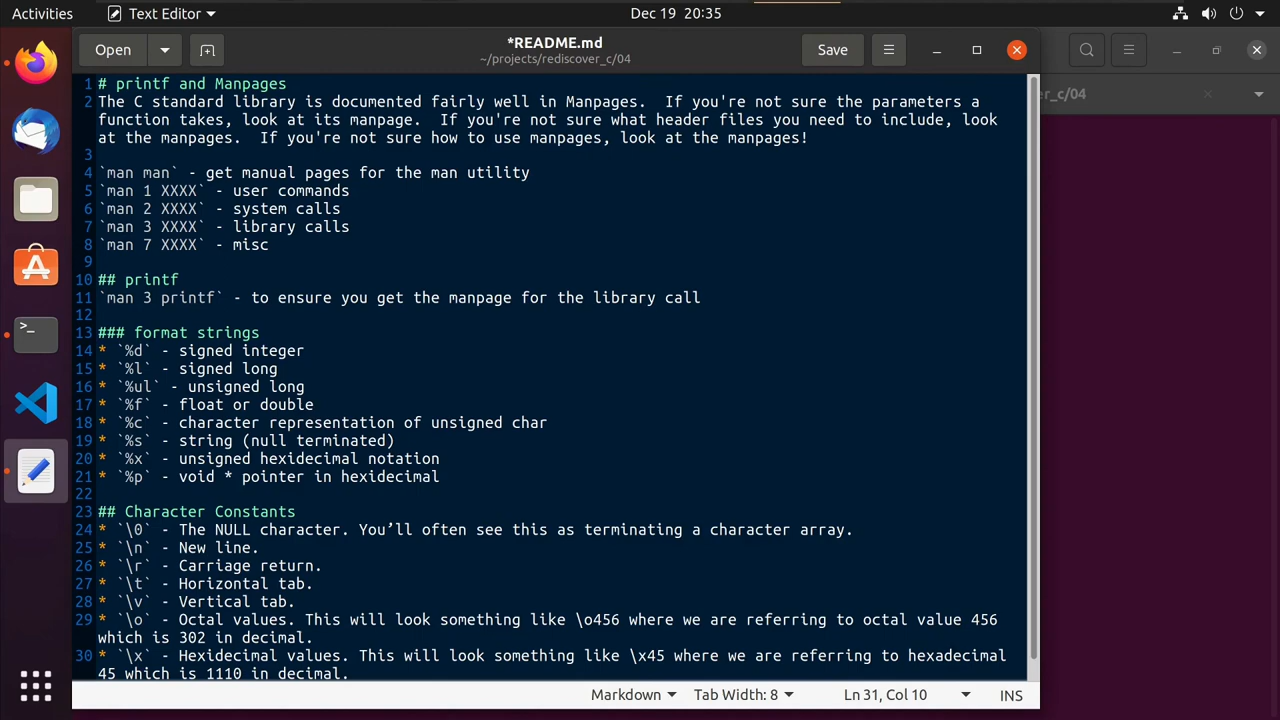 Activities
Text Editor
Dec 19 20:35
Open
*README.md
~/projects/rediscover_c/04
Save
er_c/04
1 # printf and Manpages
2 The C standard library is documented fairly well in Manpages.  If you're not sure the parameters a
function takes, look at its manpage.  If you're not sure what header files you need to include, look
at the manpages.  If you're not sure how to use manpages, look at the manpages!
3
4 `man man` - get manual pages for the man utility
5 `man 1 XXXX` - user commands
6 `man 2 XXXX` - system calls
7 `man 3 XXXX` - library calls
8 `man 7 XXXX` - misc
9
10 ## printf
11 `man 3 printf` - to ensure you get the manpage for the library call
12
13 ### format strings
14 * `%d` - signed integer
15 * `%l` - signed long
16 * `%ul` - unsigned long
17 * `%f` - float or double
18 * `%c` - character representation of unsigned char
19 * `%s` - string (null terminated)
20 * `%x` - unsigned hexidecimal notation
21 * `%p` - void * pointer in hexidecimal
22
23 ## Character Constants
24 * `\0` - The NULL character. You’ll often see this as terminating a character array.
25 * `\n` - New line.
26 * `\r` - Carriage return.
27 * `\t` - Horizontal tab.
28 * `\v` - Vertical tab.
29 * `\o` - Octal values. This will look something like \o456 where we are referring to octal value 456
which is 302 in decimal.
30 * `\x` - Hexidecimal values. This will look something like \x45 where we are referring to hexadecimal
45 which is 1110 in decimal.
Markdown
Tab Width: 8
Ln 31, Col 10
INS